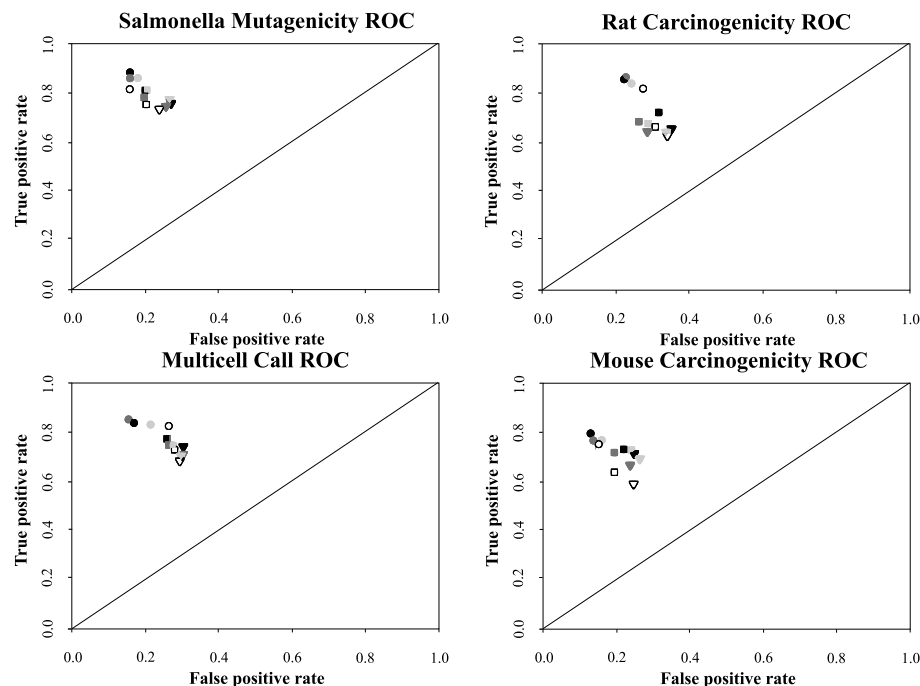 Salmonella Mutagenicity ROC
True positive rate
1.0
0.8
0.6
0.4
0.2
0.0
0.0 0.2 0.4 0.6 0.8 1.0
False positive rate
Rat Carcinogenicity ROC
True positive rate
1.0
0.8
0.6
0.4
0.2
0.0
0.0 0.2 0.4 0.6 0.8 1.0
False positive rate
Multicell Call ROC
True positive rate
1.0
0.8
0.6
0.4
0.2
0.0
0.0 0.2 0.4 0.6 0.8 1.0
False positive rate
Mouse Carcinogenicity ROC
True positive rate
1.0
0.8
0.6
0.4
0.2
0.0
0.0 0.2 0.4 0.6 0.8 1.0
False positive rate